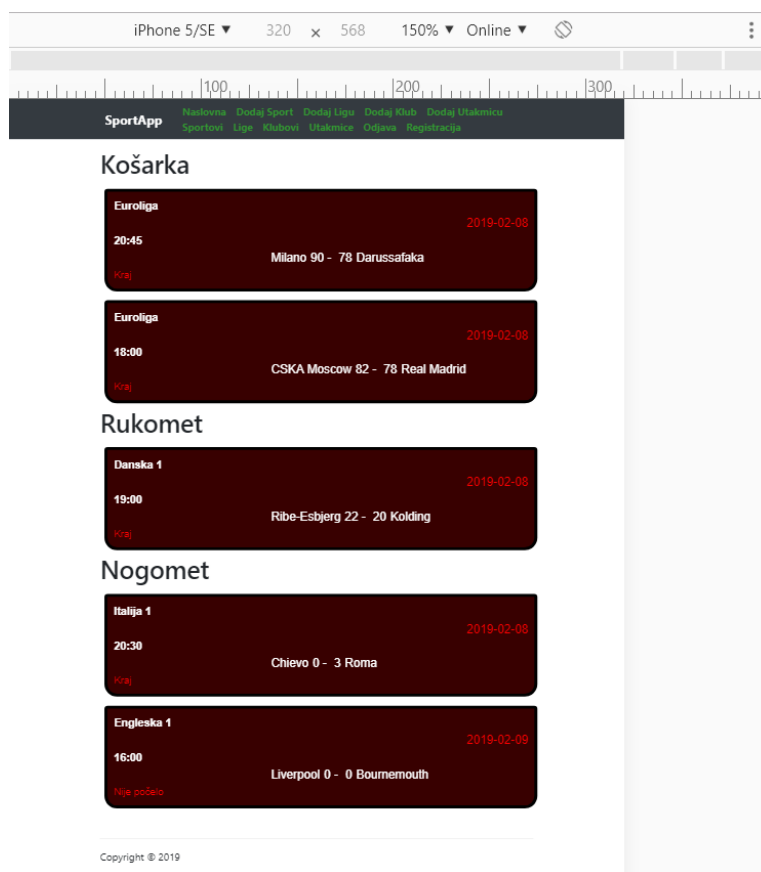 iPhone 5/SE ▼ 320 × 568 150% ▼ Online ▼
100 200 300
SportApp
Naslovna Dodaj Sport Dodaj Ligu Dodaj Klub Dodaj Utakmicu
Sportovi Lige Klubovi Utakmice Odjava Registracija
Košarka
Euroliga
2019-02-08
20:45
Milano 90 - 78 Darussafaka
Kraj
Euroliga
2019-02-08
18:00
CSKA Moscow 82 - 78 Real Madrid
Kraj
Rukomet
Danska 1
2019-02-08
19:00
Ribe-Esbjerg 22 - 20 Kolding
Kraj
Nogomet
Italija 1
2019-02-08
20:30
Chievo 0 - 3 Roma
Kraj
Engleska 1
2019-02-09
16:00
Liverpool 0 - 0 Bournemouth
Nije počelo
Copyright © 2019